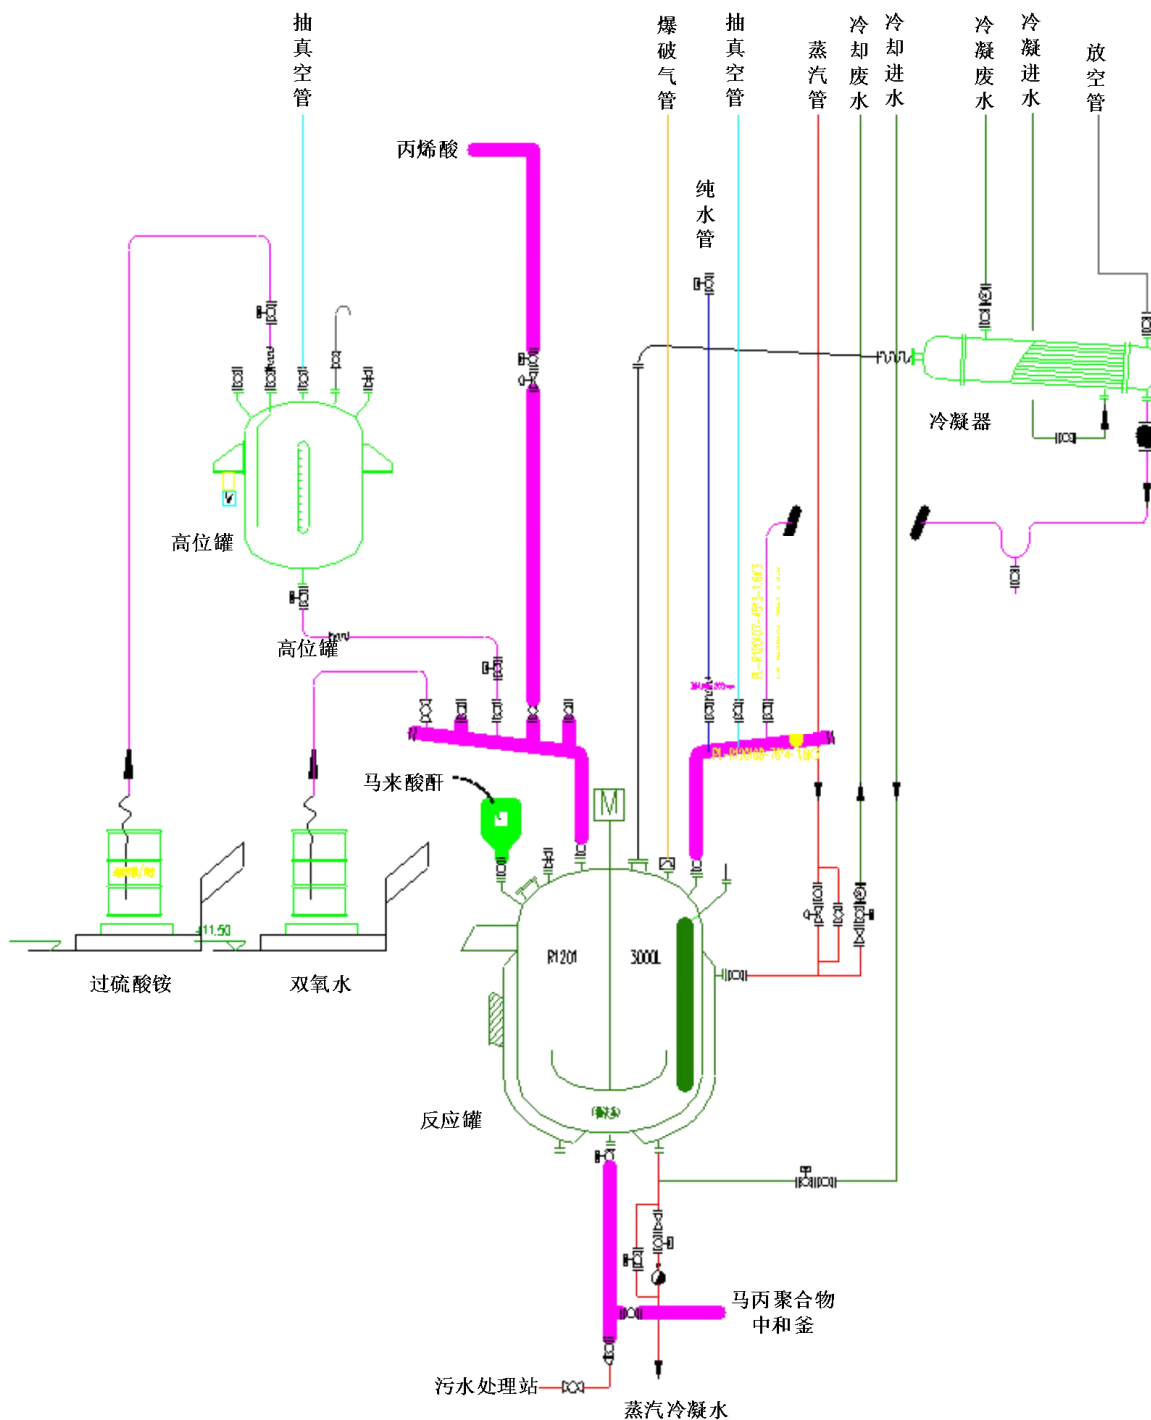 抽真空管
爆破气管
抽真空管
蒸汽管
冷却废水
冷却进水
冷凝废水
冷凝进水
放空管
丙烯酸
纯水管
冷凝器
高位罐
高位罐
马来酸酐
M
11.50
R1201
3000L
过硫酸铵
双氧水
反应罐
马丙聚合物
中和釜
污水处理站
蒸汽冷凝水